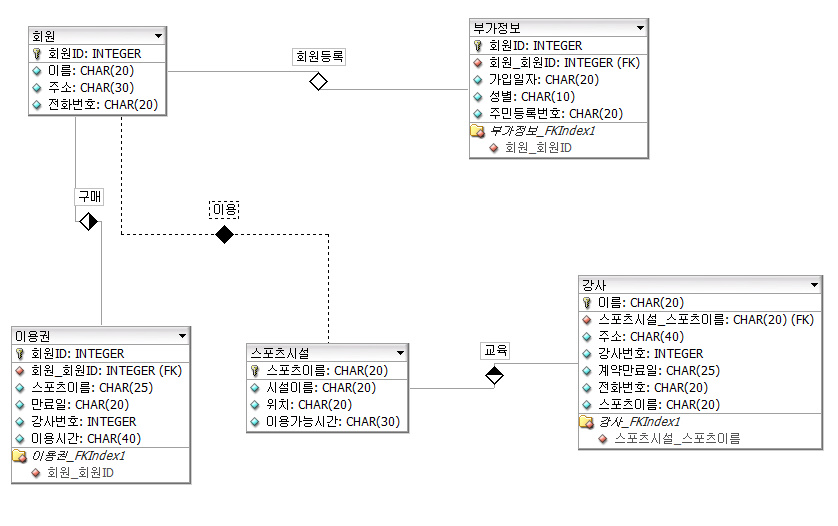 회원
회원ID: INTEGER
이름: CHAR(20)
주소: CHAR(30)
전화번호: CHAR(20)
회원등록
부가정보
회원ID: INTEGER
회원_회원ID: INTEGER (FK)
가입일자: CHAR(20)
성별: CHAR(10)
주민등록번호: CHAR(20)
부가정보_FKIndex1
회원_회원ID
구매
이용
이용권
회원ID: INTEGER
회원_회원ID: INTEGER (FK)
스포츠이름: CHAR(25)
만료일: CHAR(20)
강사번호: INTEGER
이용시간: CHAR(40)
이용권_FKIndex1
회원_회원ID
스포츠시설
스포츠이름: CHAR(20)
시설이름: CHAR(20)
위치: CHAR(20)
이용가능시간: CHAR(30)
교육
강사
이름: CHAR(20)
스포츠시설_스포츠이름: CHAR(20) (FK)
주소: CHAR(40)
강사번호: INTEGER
계약만료일: CHAR(25)
전화번호: CHAR(20)
스포츠이름: CHAR(20)
강사_FKIndex1
스포츠시설_스포츠이름